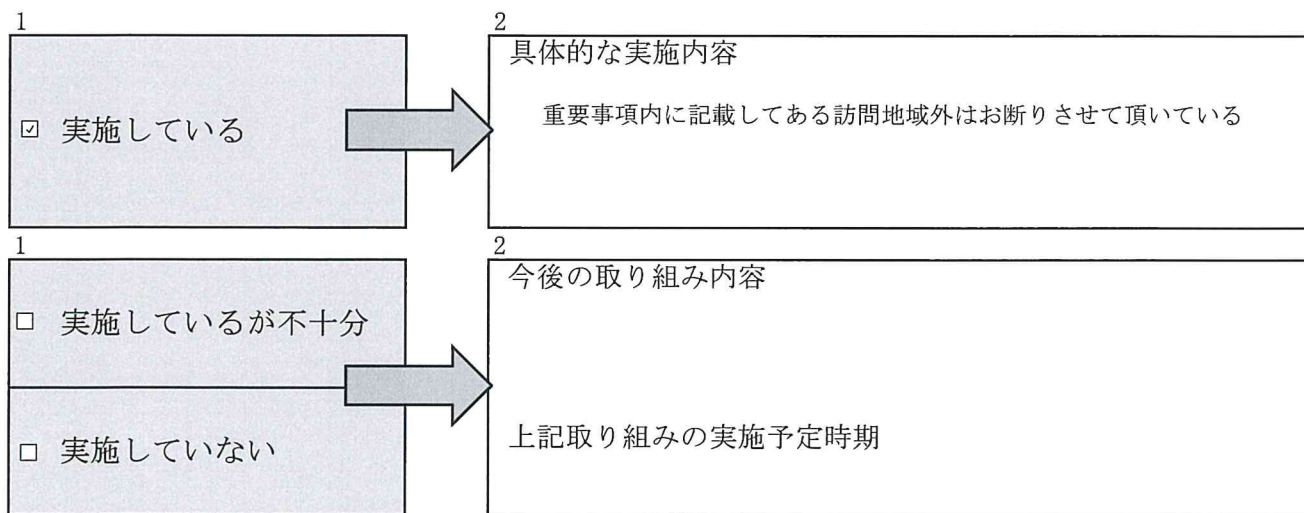 1
2
☑ 実施している
具体的な実施内容
重要事項内に記載してある訪問地域外はお断りさせて頂いている
1
2
□ 実施しているが不十分
□ 実施していない
今後の取り組み内容
上記取り組みの実施予定時期